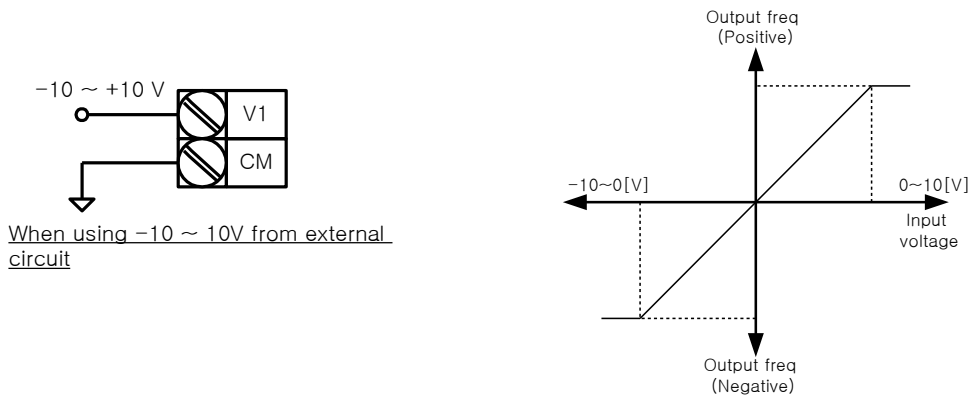 −10 ~ +10 V
V1
CM
When using −10 ~ 10V from external
circuit
Output freq
(Positive)
−10~0[V]
0~10[V]
Input
voltage
Output freq
(Negative)